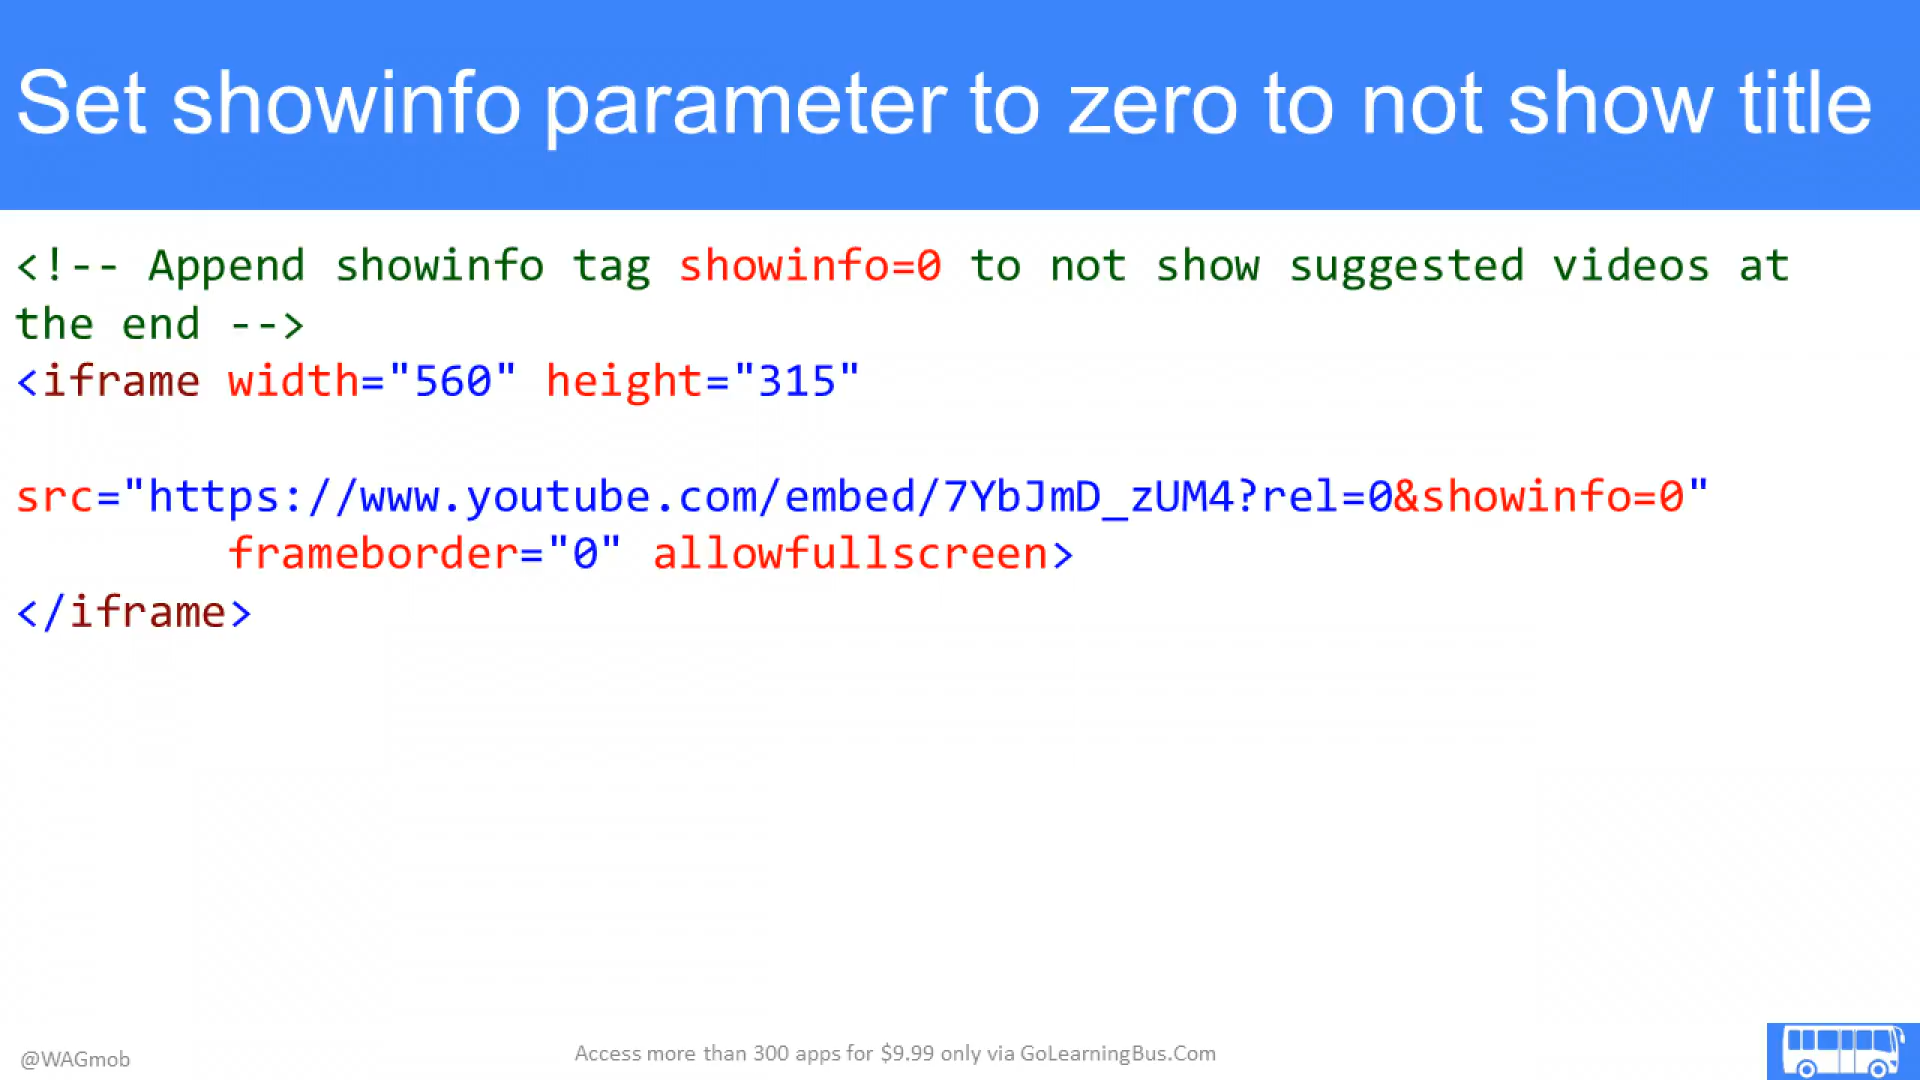 Set showinfo parameter to zero to not show title
<!-- Append showinfo tag showinfo=0 to not show suggested videos at
the end -->
<iframe width="560" height="315"
src="https://www.youtube.com/embed/7YbJmD_zUM4?rel=0&showinfo=0"
frameborder="0" allowfullscreen>
</iframe>
@WAGmob
Access more than 300 apps for $9.99 only via GoLearningBus.Com